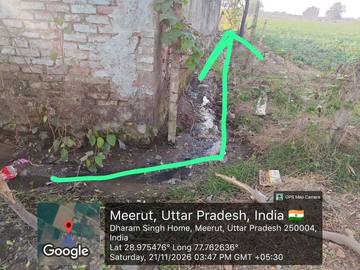 GPS Map Camera
Meerut, Uttar Pradesh, India 🇮🇳
Dharam Singh Home, Meerut, Uttar Pradesh 250004,
India
Lat 28.975476° Long 77.762636°
Saturday, 21/11/2026 03:47 PM GMT +05:30
Google